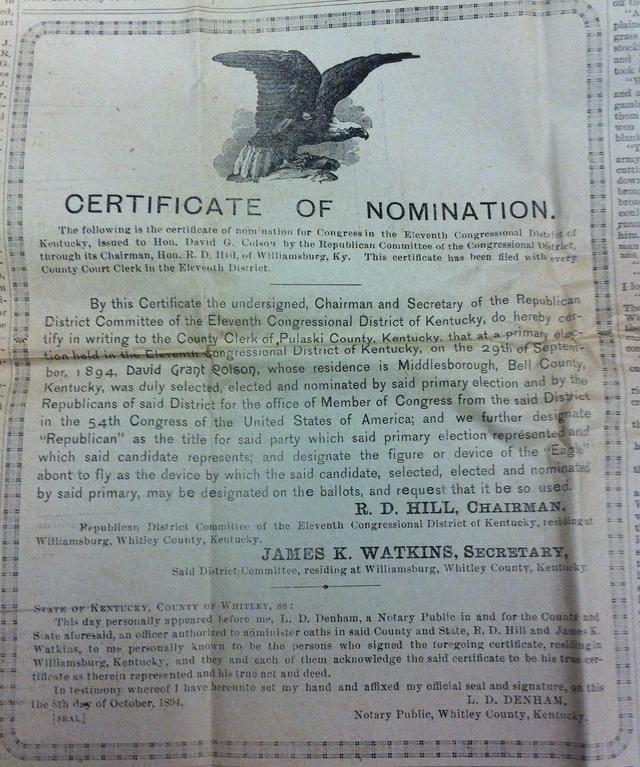 CERTIFICATE OF NOMINATION.
The following is the certificate of nomination for Congress in the Eleventh Congressional District of
Kentucky, issued to Hon. David G. Colson by the Republican Committee of the Congressional District,
through its Chairman, Hon. R. D. Hill, of Williamsburg, Ky. This certificate has been filed with every
County Court Clerk in the Eleventh District.
By this Certificate the undersigned, Chairman and Secretary of the Republican
District Committee of the Eleventh Congressional District of Kentucky, do hereby cer-
tify in writing to the County Clerk of Pulaski County, Kentucky, that at a primary elec-
tion held in the Eleventh Congressional District of Kentucky, on the 29th of Septem-
ber, 1894, David Grant Colson, whose residence is Middlesborough, Bell County,
Kentucky, was duly selected, elected and nominated by said primary election and by the
Republicans of said District for the office of Member of Congress from the said District
in the 54th Congress of the United States of America; and we further designate
"Republican" as the title for said party which said primary election represented and
which said candidate represents; and designate the figure or device of the "Eagle"
abont to fly as the device by which the said candidate, selected, elected and nominated
by said primary, may be designated on the ballots, and request that it be so used.
R. D. HILL, CHAIRMAN.
Republican District Committee of the Eleventh Congressional District of Kentucky, residing at
Williamsburg, Whitley County, Kentucky.
JAMES K. WATKINS, SECRETARY,
Said District Committee, residing at Williamsburg, Whitley County, Kentucky.
STATE OF KENTUCKY, COUNTY OF WHITLEY, ss:
This day personally appeared before me, L. D. Denham, a Notary Public in and for the County and
State aforesaid, an officer authorized to administer oaths in said County and State, R. D. Hill and James K.
Watkins, to me personally known to be the persons who signed the foregoing certificate, residing in
Williamsburg, Kentucky, and they and each of them acknowledge the said certificate to be his true cer-
tificate as therein represented and his true act and deed.
In testimony whereof I have hereunto set my hand and affixed my official seal and signature, on this
the 8th day of October, 1894.
L. D. DENHAM,
[SEAL]
Notary Public, Whitley County, Kentucky.